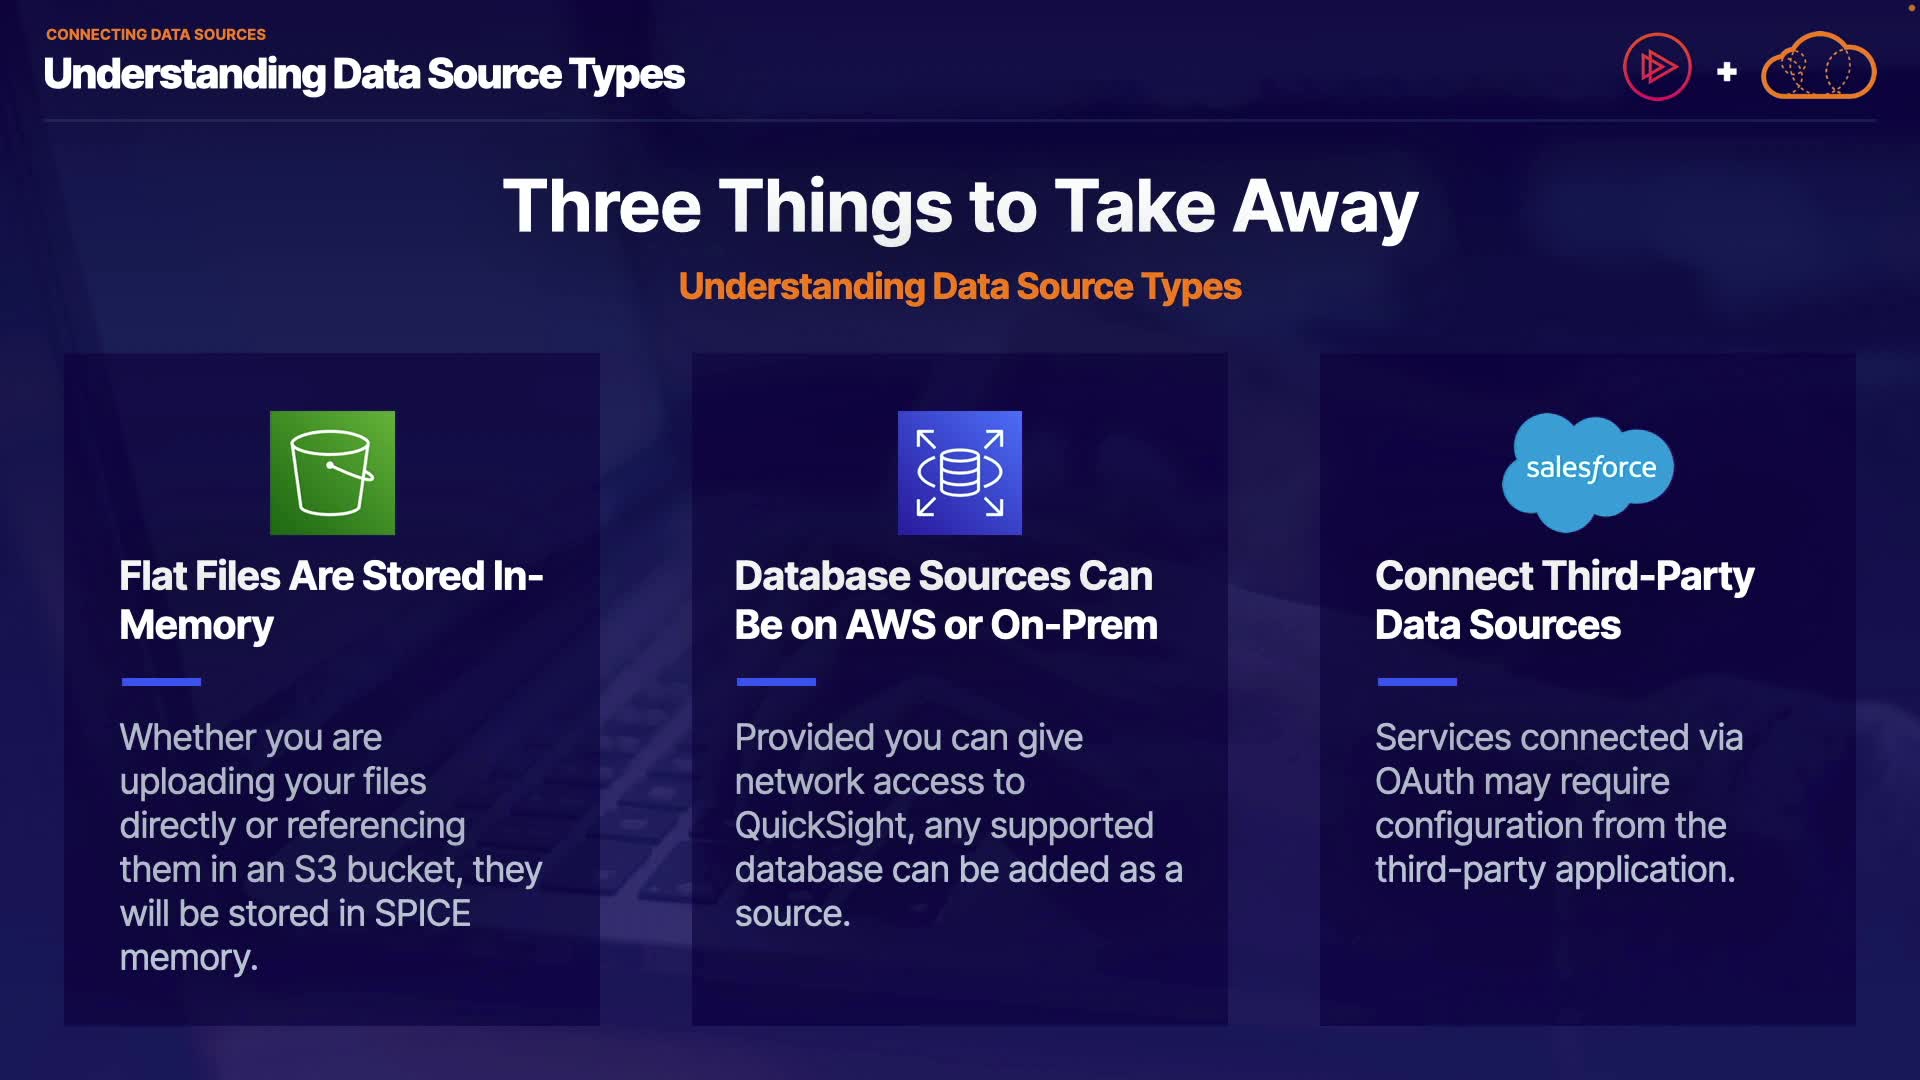 CONNECTING DATA SOURCES
Understanding Data Source Types
+
Three Things to Take Away
Understanding Data Source Types
Flat Files Are Stored In-
Memory
Whether you are
uploading your files
directly or referencing
them in an S3 bucket, they
will be stored in SPICE
memory.
Database Sources Can
Be on AWS or On-Prem
Provided you can give
network access to
QuickSight, any supported
database can be added as a
source.
salesforce
Connect Third-Party
Data Sources
Services connected via
OAuth may require
configuration from the
third-party application.